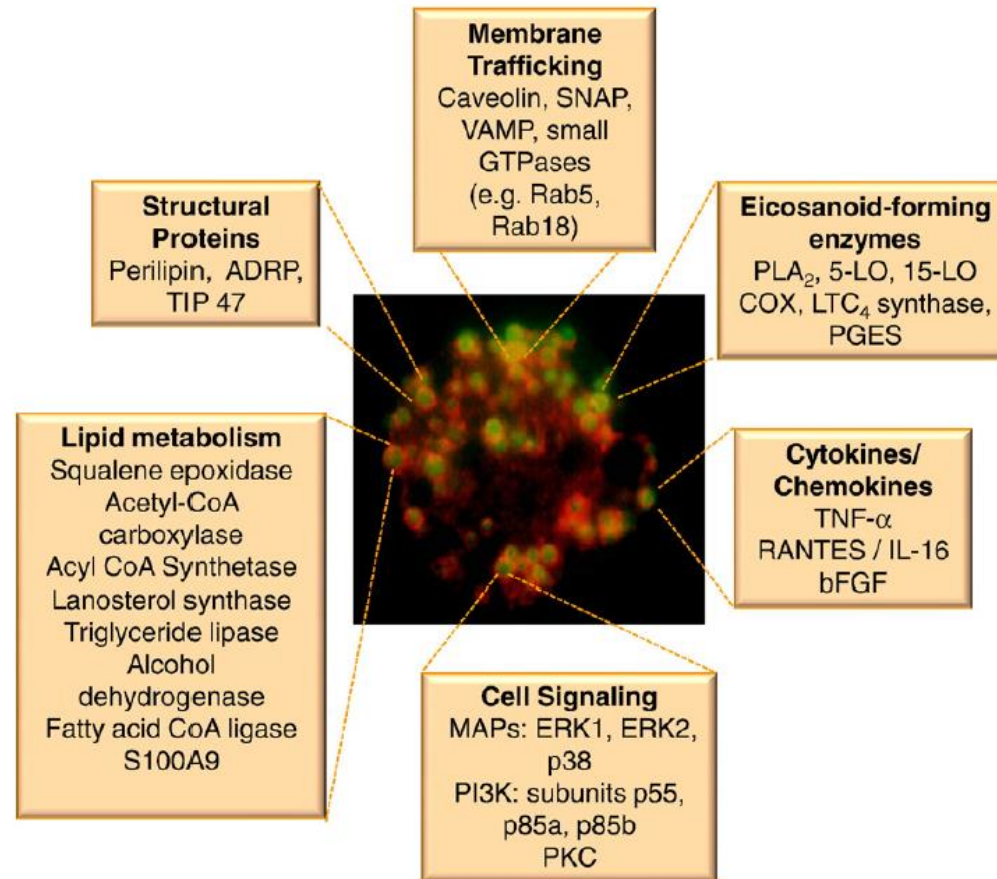 Membrane
Trafficking
Caveolin, SNAP,
VAMP, small
GTPases
(e.g. Rab5,
Rab18)
Structural
Proteins
Perilipin, ADRP,
TIP 47
Eicosanoid-forming
enzymes
PLA₂, 5-LO, 15-LO
COX, LTC₄ synthase,
PGES
Lipid metabolism
Squalene epoxidase
Acetyl-CoA
carboxylase
Acyl CoA Synthetase
Lanosterol synthase
Triglyceride lipase
Alcohol
dehydrogenase
Fatty acid CoA ligase
S100A9
Cytokines/
Chemokines
TNF-α
RANTES / IL-16
bFGF
Cell Signaling
MAPs: ERK1, ERK2,
p38
PI3K: subunits p55,
p85a, p85b
PKC